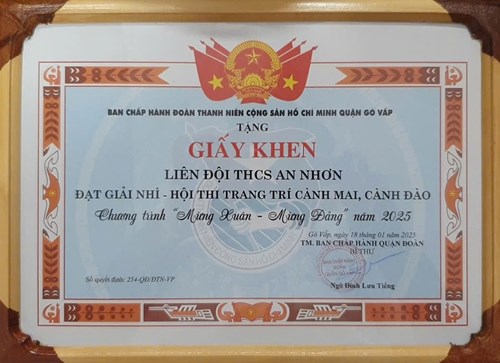 BAN CHẤP HÀNH ĐOÀN THANH NIÊN CỘNG SẢN HỒ CHÍ MINH QUẬN GÒ VẤP
TẶNG
GIẤY KHEN
LIÊN ĐỘI THCS AN NHƠN
ĐẠT GIẢI NHÌ - HỘI THI TRANG TRÍ CÀNH MAI, CÀNH ĐÀO
Chương trình "Mừng Xuân - Mừng Đảng" năm 2025
Gò Vấp, ngày 18 tháng 01 năm 2025
TM. BAN CHẤP HÀNH QUẬN ĐOÀN
BÍ THƯ
Số quyết định: 254-QĐ/ĐTN-VP
Ngô Đình Lưu Tiếng